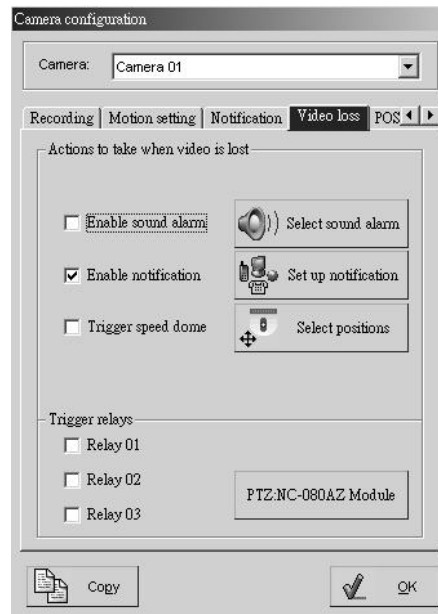 Camera configuration
Camera: Camera 01
Recording Motion setting Notification Video loss POS
Actions to take when video is lost
Enable sound alarm Select sound alarm
Enable notification Set up notification
Trigger speed dome Select positions
Trigger relays
Relay 01
Relay 02
PTZ:NC-080AZ Module
Relay 03
Copy OK